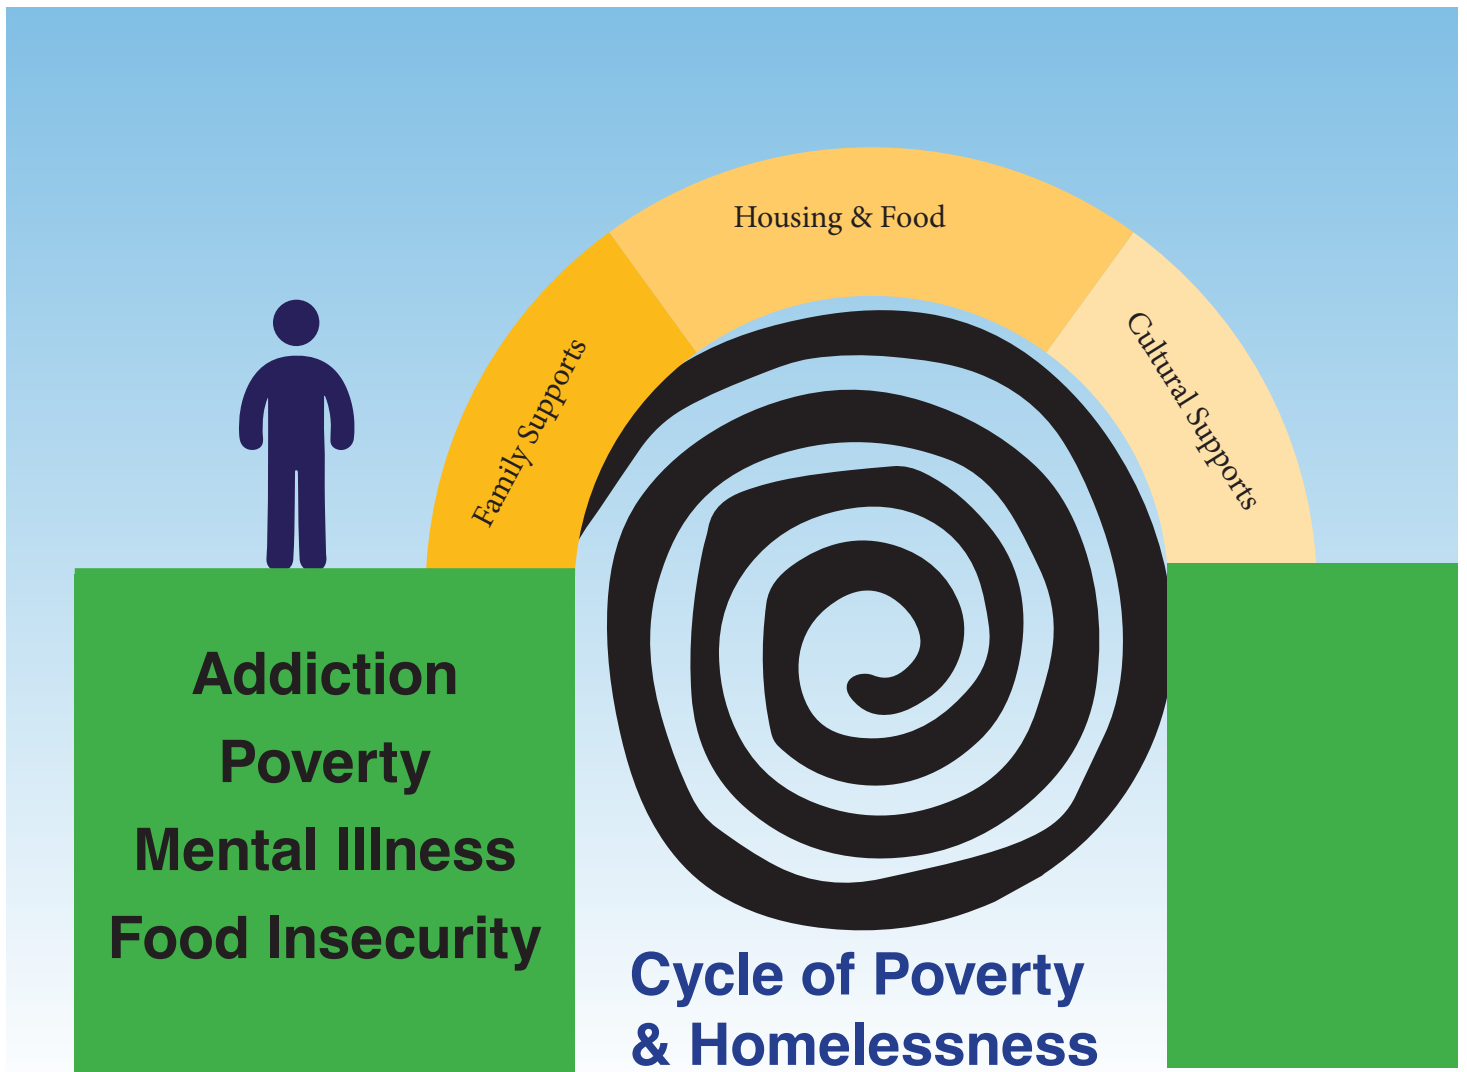 Housing & Food
Family Supports
Cultural Supports
Addiction
Poverty
Mental Illness
Food Insecurity
Cycle of Poverty
& Homelessness